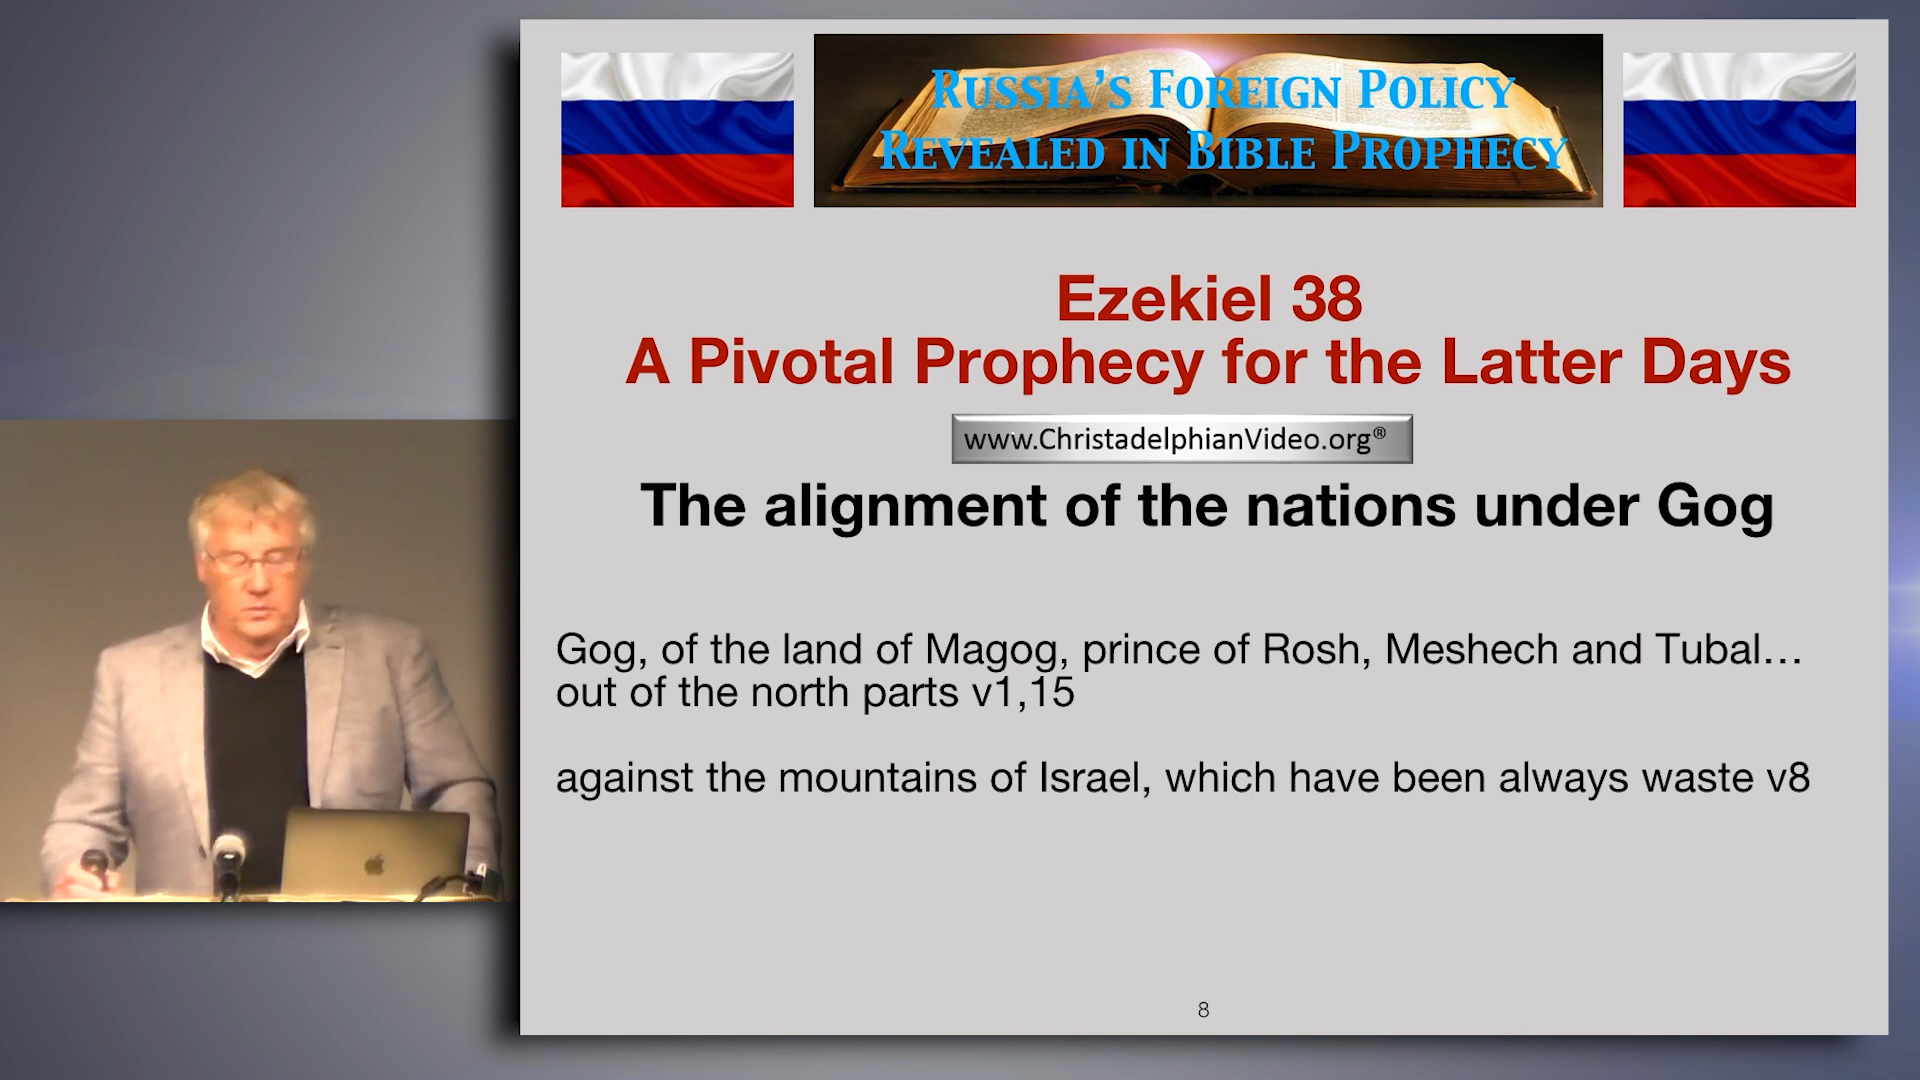 Russia's Foreign Policy
Revealed in Bible Prophecy
Ezekiel 38
A Pivotal Prophecy for the Latter Days
www.ChristadelphianVideo.org®
The alignment of the nations under Gog
Gog, of the land of Magog, prince of Rosh, Meshech and Tubal…
out of the north parts v1,15
against the mountains of Israel, which have been always waste v8
8